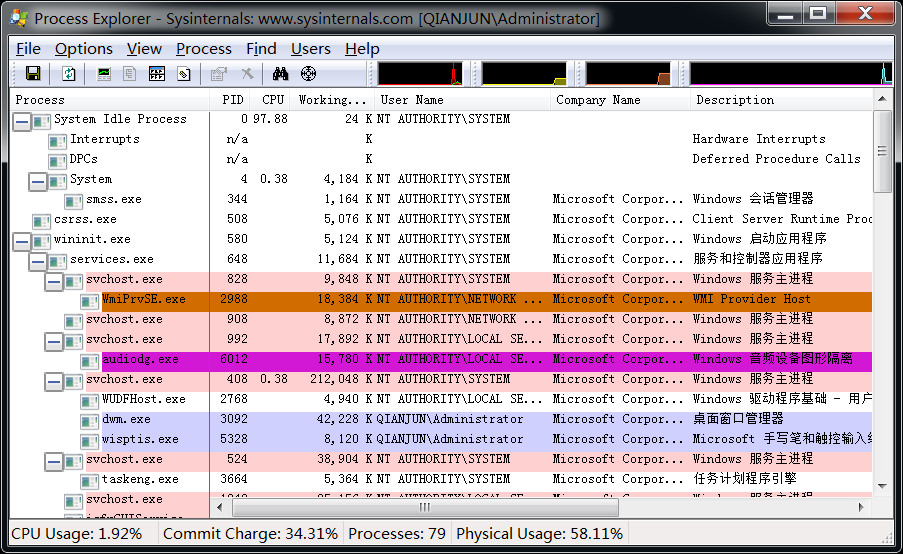 Process Explorer - Sysinternals: www.sysinternals.com [QIANJUN\Administrator]
File Options View Process Find Users Help
Process PID CPU Working... User Name Company Name Description
System Idle Process 0 97.88 24 K NT AUTHORITY\SYSTEM
Interrupts n/a K Hardware Interrupts
DPCs n/a K Deferred Procedure Calls
System 4 0.38 4,184 K NT AUTHORITY\SYSTEM
smss.exe 344 1,164 K NT AUTHORITY\SYSTEM Microsoft Corpor... Windows 会话管理器
csrss.exe 508 5,076 K NT AUTHORITY\SYSTEM Microsoft Corpor... Client Server Runtime Proc
wininit.exe 580 5,124 K NT AUTHORITY\SYSTEM Microsoft Corpor... Windows 启动应用程序
services.exe 648 11,684 K NT AUTHORITY\SYSTEM Microsoft Corpor... 服务和控制器应用程序
svchost.exe 828 9,848 K NT AUTHORITY\SYSTEM Microsoft Corpor... Windows 服务主进程
WmiPrvSE.exe 2988 18,384 K NT AUTHORITY\NETWORK ... Microsoft Corpor... WMI Provider Host
svchost.exe 908 8,872 K NT AUTHORITY\NETWORK ... Microsoft Corpor... Windows 服务主进程
svchost.exe 992 17,892 K NT AUTHORITY\LOCAL SE... Microsoft Corpor... Windows 服务主进程
audiodg.exe 6012 15,780 K NT AUTHORITY\LOCAL SE... Microsoft Corpor... Windows 音频设备图形隔离
svchost.exe 408 0.38 212,048 K NT AUTHORITY\SYSTEM Microsoft Corpor... Windows 服务主进程
WUDFHost.exe 2768 4,940 K NT AUTHORITY\LOCAL SE... Microsoft Corpor... Windows 驱动程序基础 - 用户
dwm.exe 3092 42,228 K QIANJUN\Administrator Microsoft Corpor... 桌面窗口管理器
wisptis.exe 5328 8,120 K QIANJUN\Administrator Microsoft Corpor... Microsoft 手写笔和触控输入组
svchost.exe 524 38,904 K NT AUTHORITY\SYSTEM Microsoft Corpor... Windows 服务主进程
taskeng.exe 3664 5,364 K NT AUTHORITY\SYSTEM Microsoft Corpor... 任务计划程序引擎
svchost.exe
CPU Usage: 1.92% Commit Charge: 34.31% Processes: 79 Physical Usage: 58.11%